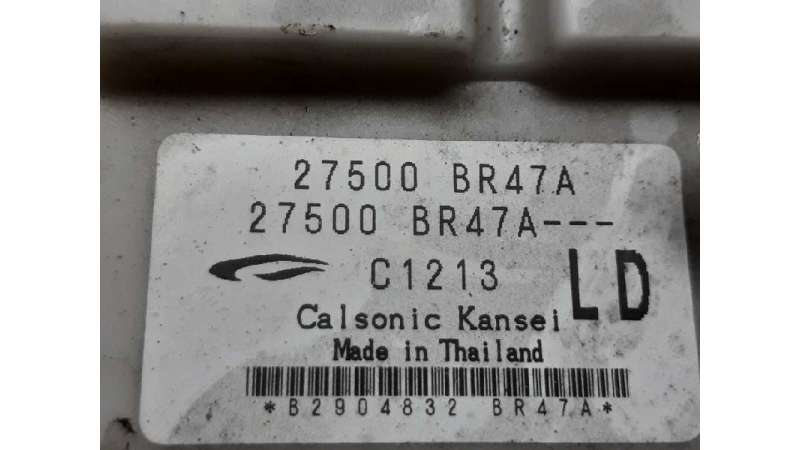 27500 BR47A
27500 BR47A---
C1213 LD
Calsonic Kansei
Made in Thailand
*B2904832 BR47A*